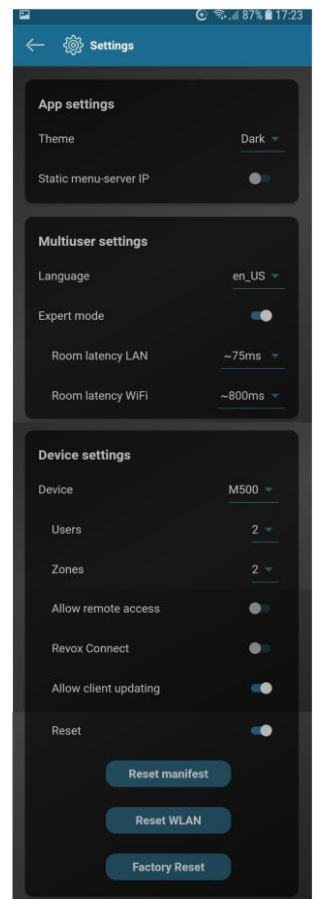 87% 17:23
Settings
App settings
Theme Dark
Static menu-server IP
Multiuser settings
Language en_US
Expert mode
Room latency LAN ~75ms
Room latency WiFi ~800ms
Device settings
Device M500
Users 2
Zones 2
Allow remote access
Revox Connect
Allow client updating
Reset
Reset manifest
Reset WLAN
Factory Reset